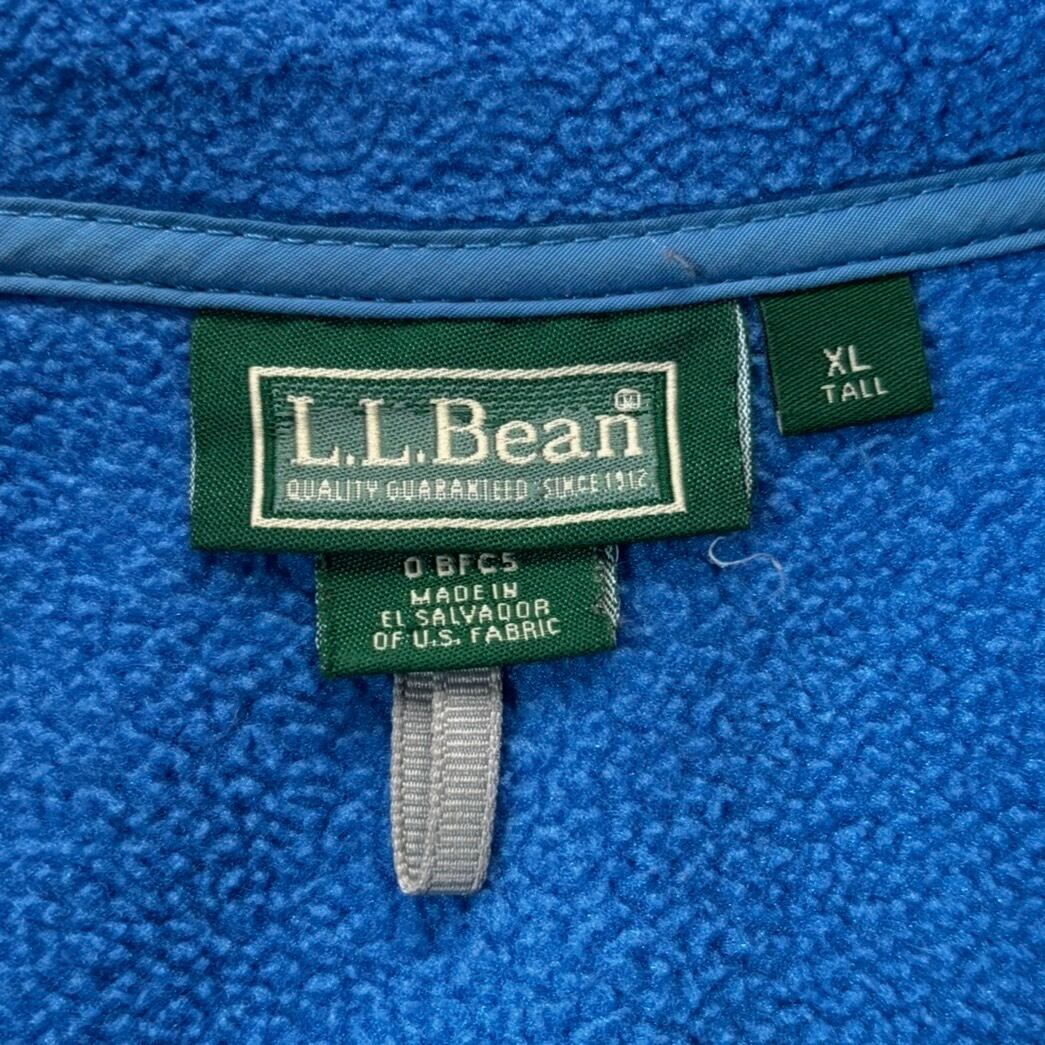 L.L.Bean®
QUALITY GUARANTEED · SINCE 1912
XL
TALL
0 BFC5
MADE IN
EL SALVADOR
OF U.S. FABRIC